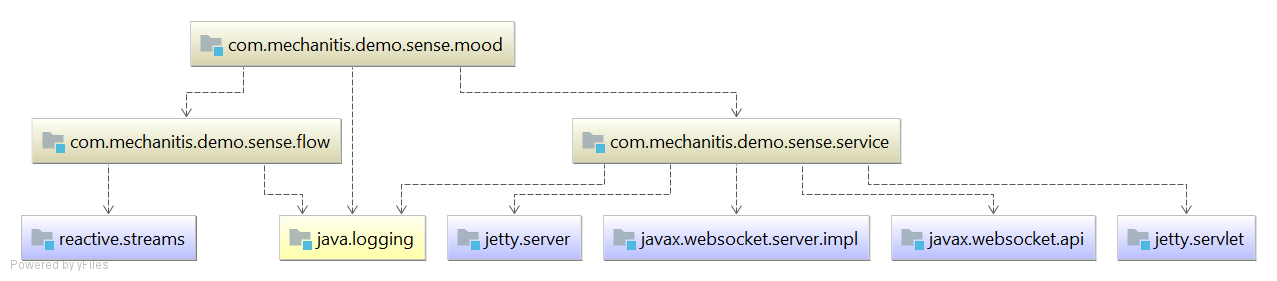 com.mechanitis.demo.sense.mood
com.mechanitis.demo.sense.flow
com.mechanitis.demo.sense.service
reactive.streams
java.logging
jetty.server
javax.websocket.server.impl
javax.websocket.api
jetty.servlet
Powered by yFiles